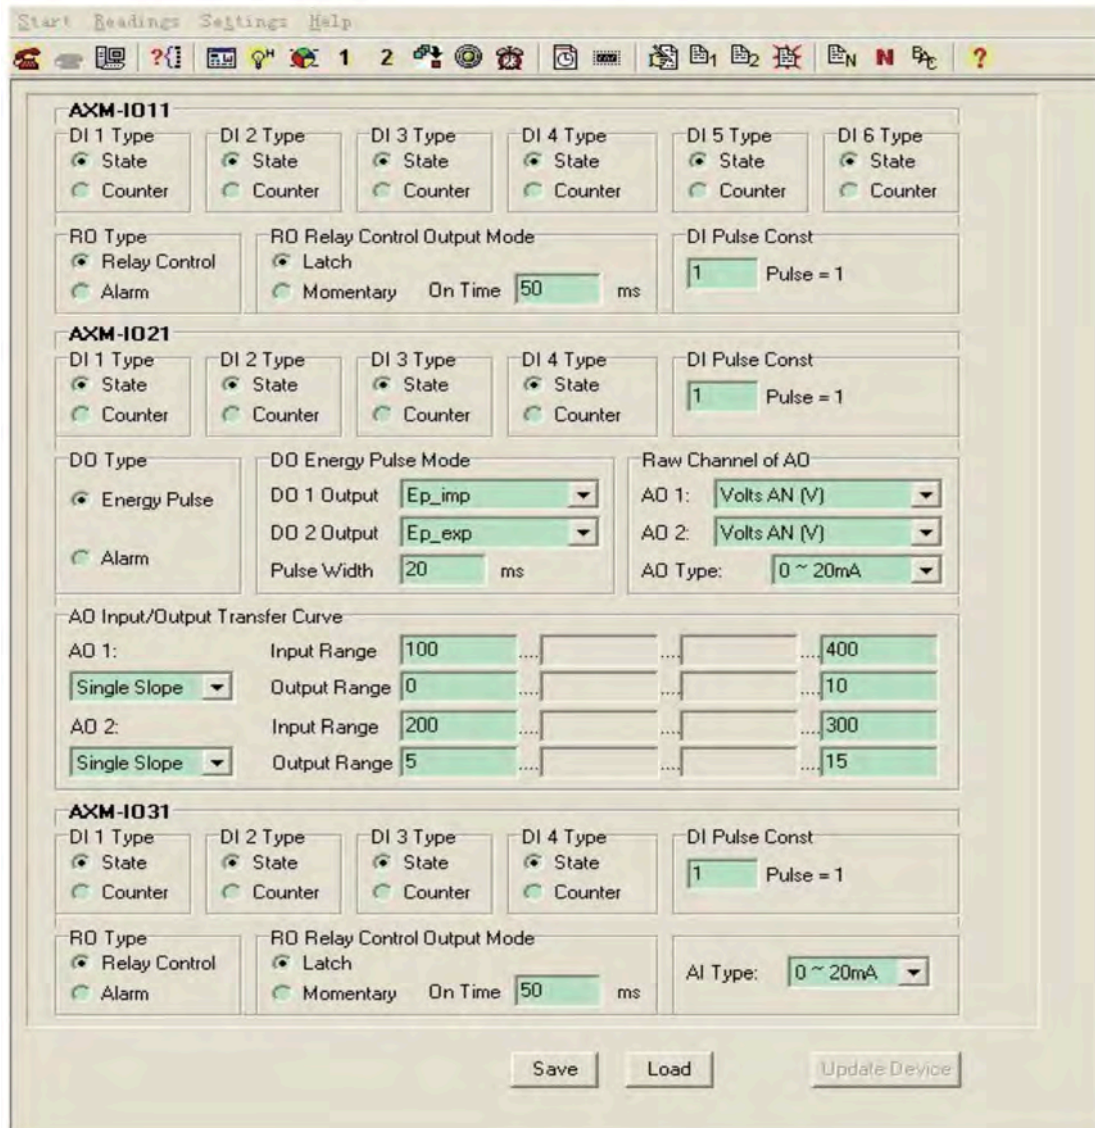 Start Readings Settings Help
?{} H 1 2 1 2 N N BAC ?
AXM-IO11
DI 1 Type DI 2 Type DI 3 Type DI 4 Type DI 5 Type DI 6 Type
State State State State State State
Counter Counter Counter Counter Counter Counter
RO Type RO Relay Control Output Mode DI Pulse Const
Relay Control Latch 1 Pulse = 1
Alarm Momentary On Time 50 ms
AXM-IO21
DI 1 Type DI 2 Type DI 3 Type DI 4 Type DI Pulse Const
State State State State 1 Pulse = 1
Counter Counter Counter Counter
DO Type DO Energy Pulse Mode Raw Channel of AO
Energy Pulse DO 1 Output Ep_imp AO 1: Volts AN (V)
DO 2 Output Ep_exp AO 2: Volts AN (V)
Alarm Pulse Width 20 ms AO Type: 0 ~ 20mA
AO Input/Output Transfer Curve
AO 1: Input Range 100 .... .... .... 400
Single Slope Output Range 0 .... .... .... 10
AO 2: Input Range 200 .... .... .... 300
Single Slope Output Range 5 .... .... .... 15
AXM-IO31
DI 1 Type DI 2 Type DI 3 Type DI 4 Type DI Pulse Const
State State State State 1 Pulse = 1
Counter Counter Counter Counter
RO Type RO Relay Control Output Mode
Relay Control Latch AI Type: 0 ~ 20mA
Alarm Momentary On Time 50 ms
Save Load Update Device